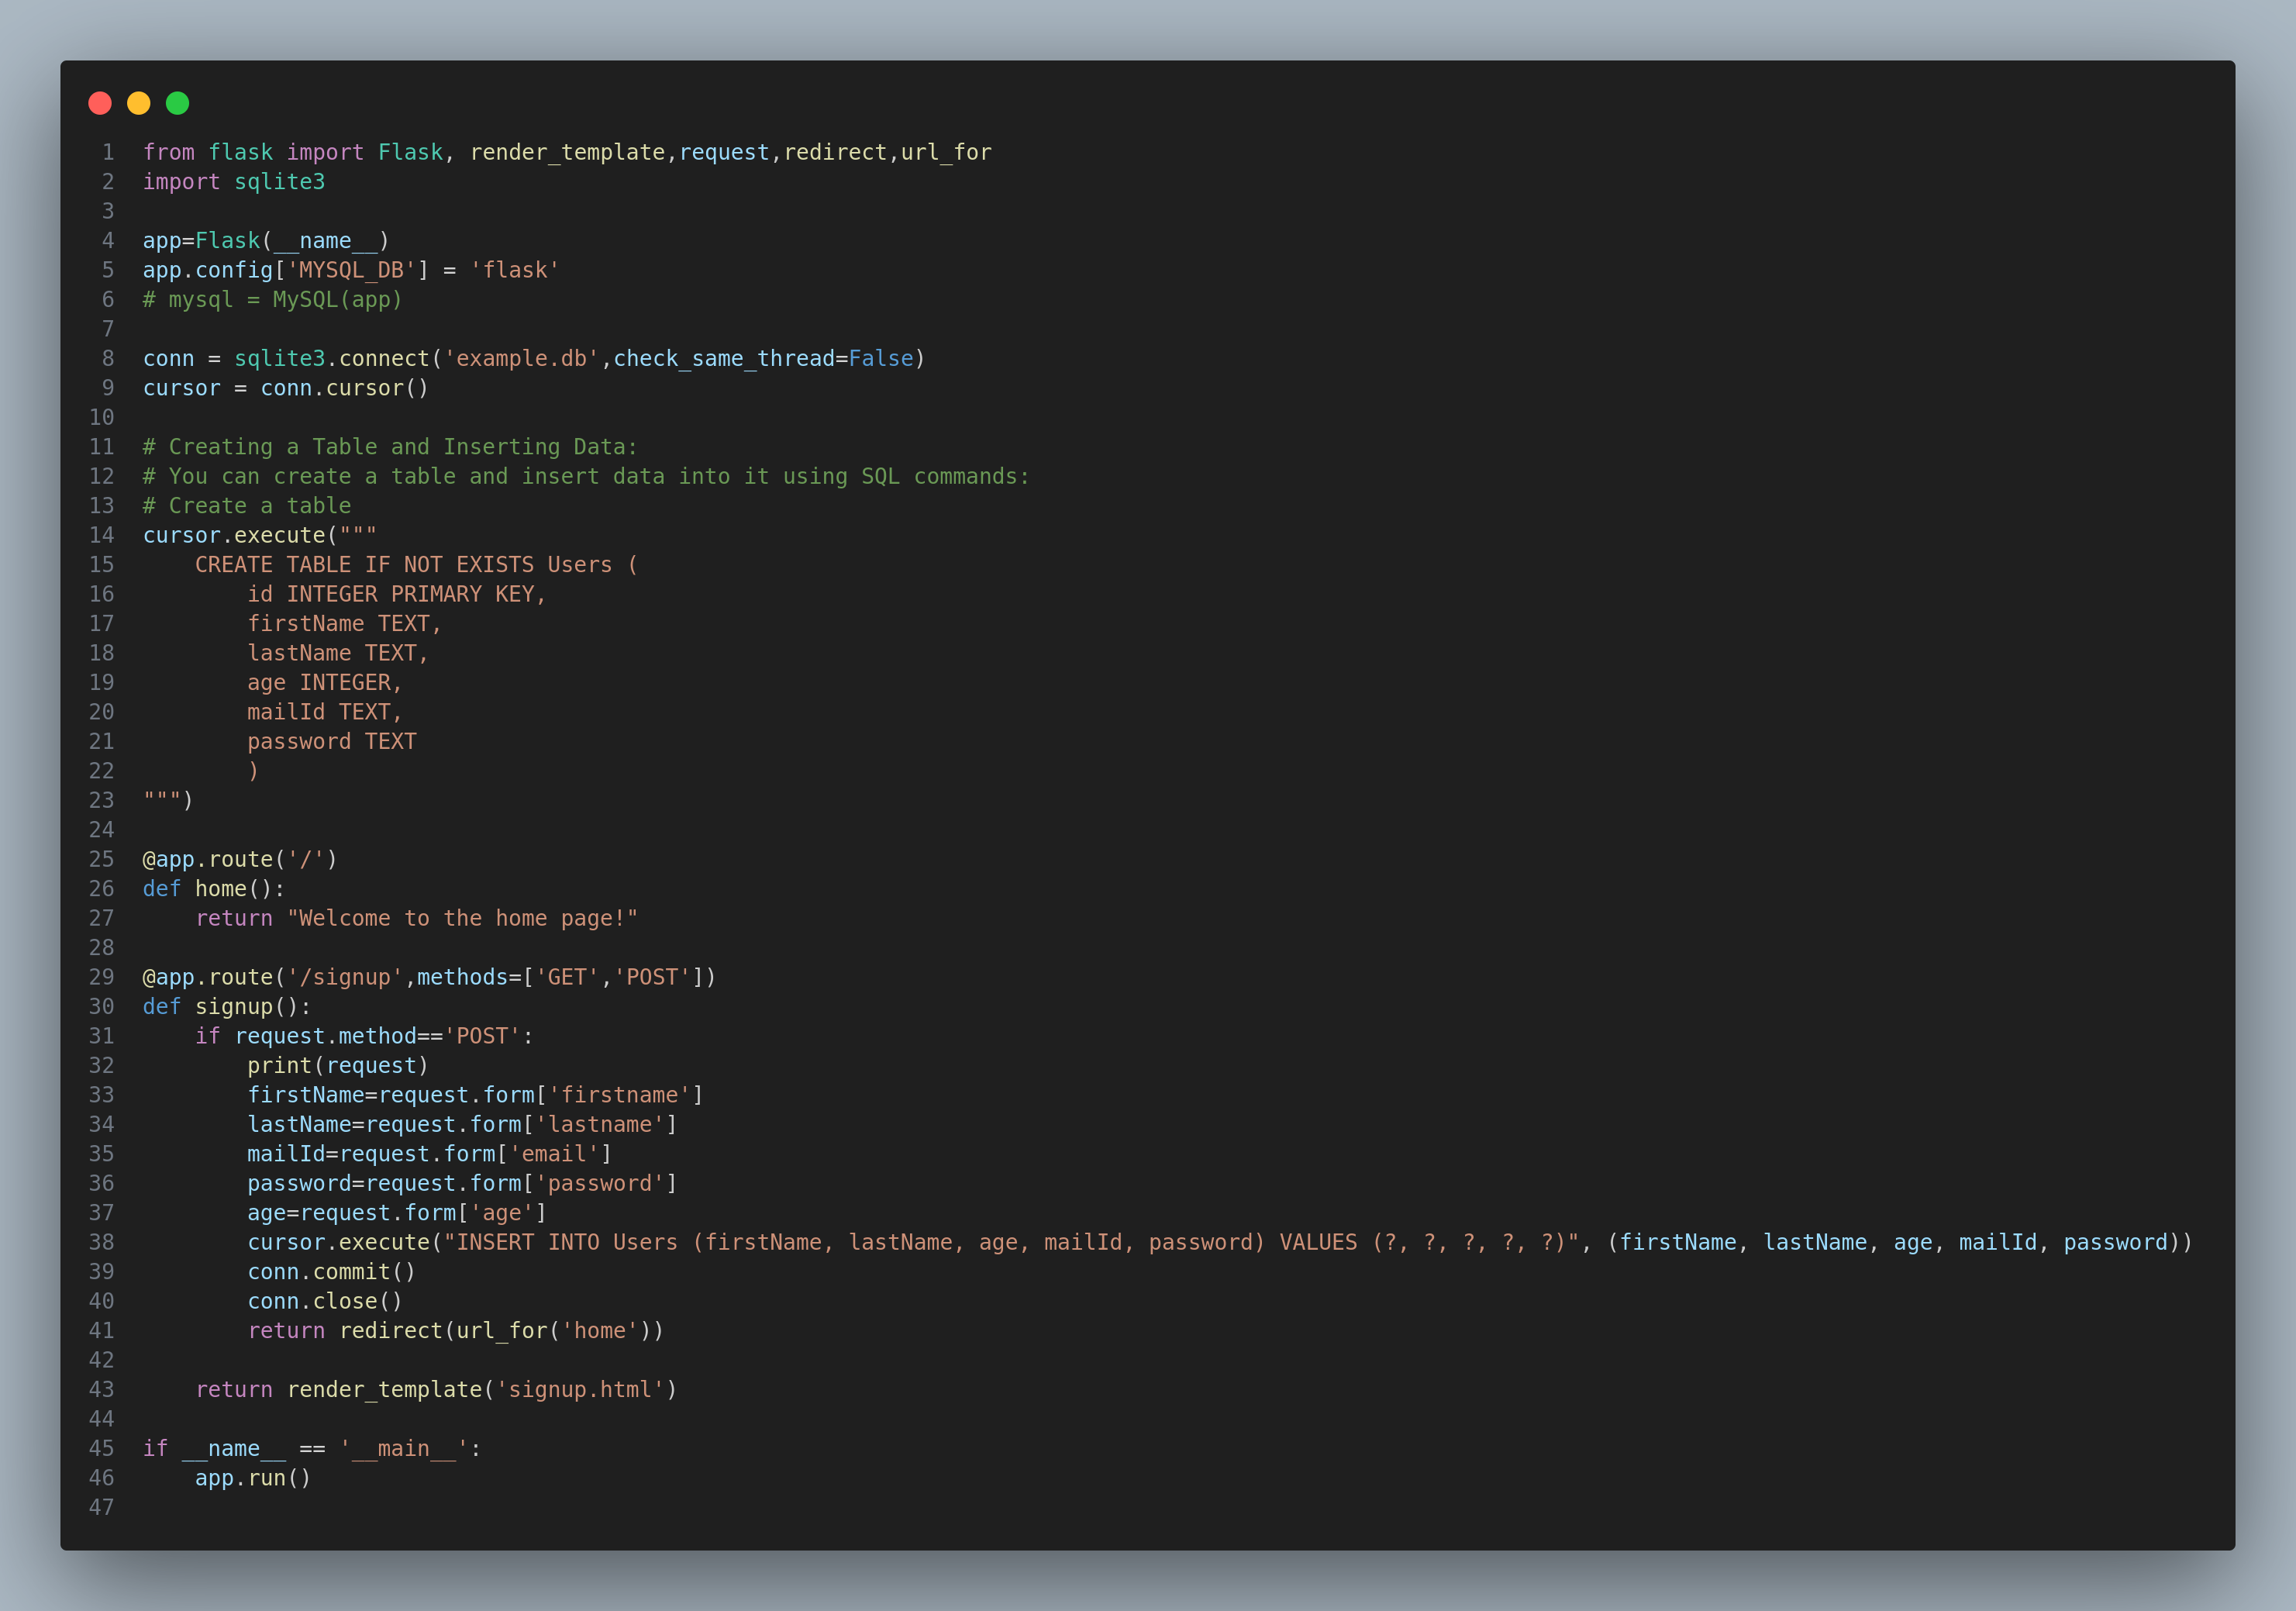 1 from flask import Flask, render_template,request,redirect,url_for
2 import sqlite3
3
4 app=Flask(__name__)
5 app.config['MYSQL_DB'] = 'flask'
6 # mysql = MySQL(app)
7
8 conn = sqlite3.connect('example.db',check_same_thread=False)
9 cursor = conn.cursor()
10
11 # Creating a Table and Inserting Data:
12 # You can create a table and insert data into it using SQL commands:
13 # Create a table
14 cursor.execute("""
15     CREATE TABLE IF NOT EXISTS Users (
16         id INTEGER PRIMARY KEY,
17         firstName TEXT,
18         lastName TEXT,
19         age INTEGER,
20         mailId TEXT,
21         password TEXT
22         )
23 """)
24
25 @app.route('/')
26 def home():
27     return "Welcome to the home page!"
28
29 @app.route('/signup',methods=['GET','POST'])
30 def signup():
31     if request.method=='POST':
32         print(request)
33         firstName=request.form['firstname']
34         lastName=request.form['lastname']
35         mailId=request.form['email']
36         password=request.form['password']
37         age=request.form['age']
38         cursor.execute("INSERT INTO Users (firstName, lastName, age, mailId, password) VALUES (?, ?, ?, ?, ?)", (firstName, lastName, age, mailId, password))
39         conn.commit()
40         conn.close()
41         return redirect(url_for('home'))
42
43     return render_template('signup.html')
44
45 if __name__ == '__main__':
46     app.run()
47